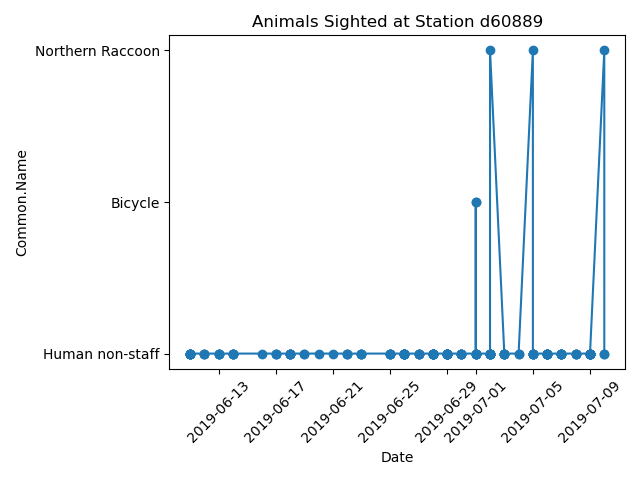 Animals Sighted at Station d60889
Northern Raccoon
Bicycle
Human non-staff
Common.Name
2019-06-13
2019-06-17
2019-06-21
2019-06-25
2019-06-29
2019-07-01
2019-07-05
2019-07-09
Date